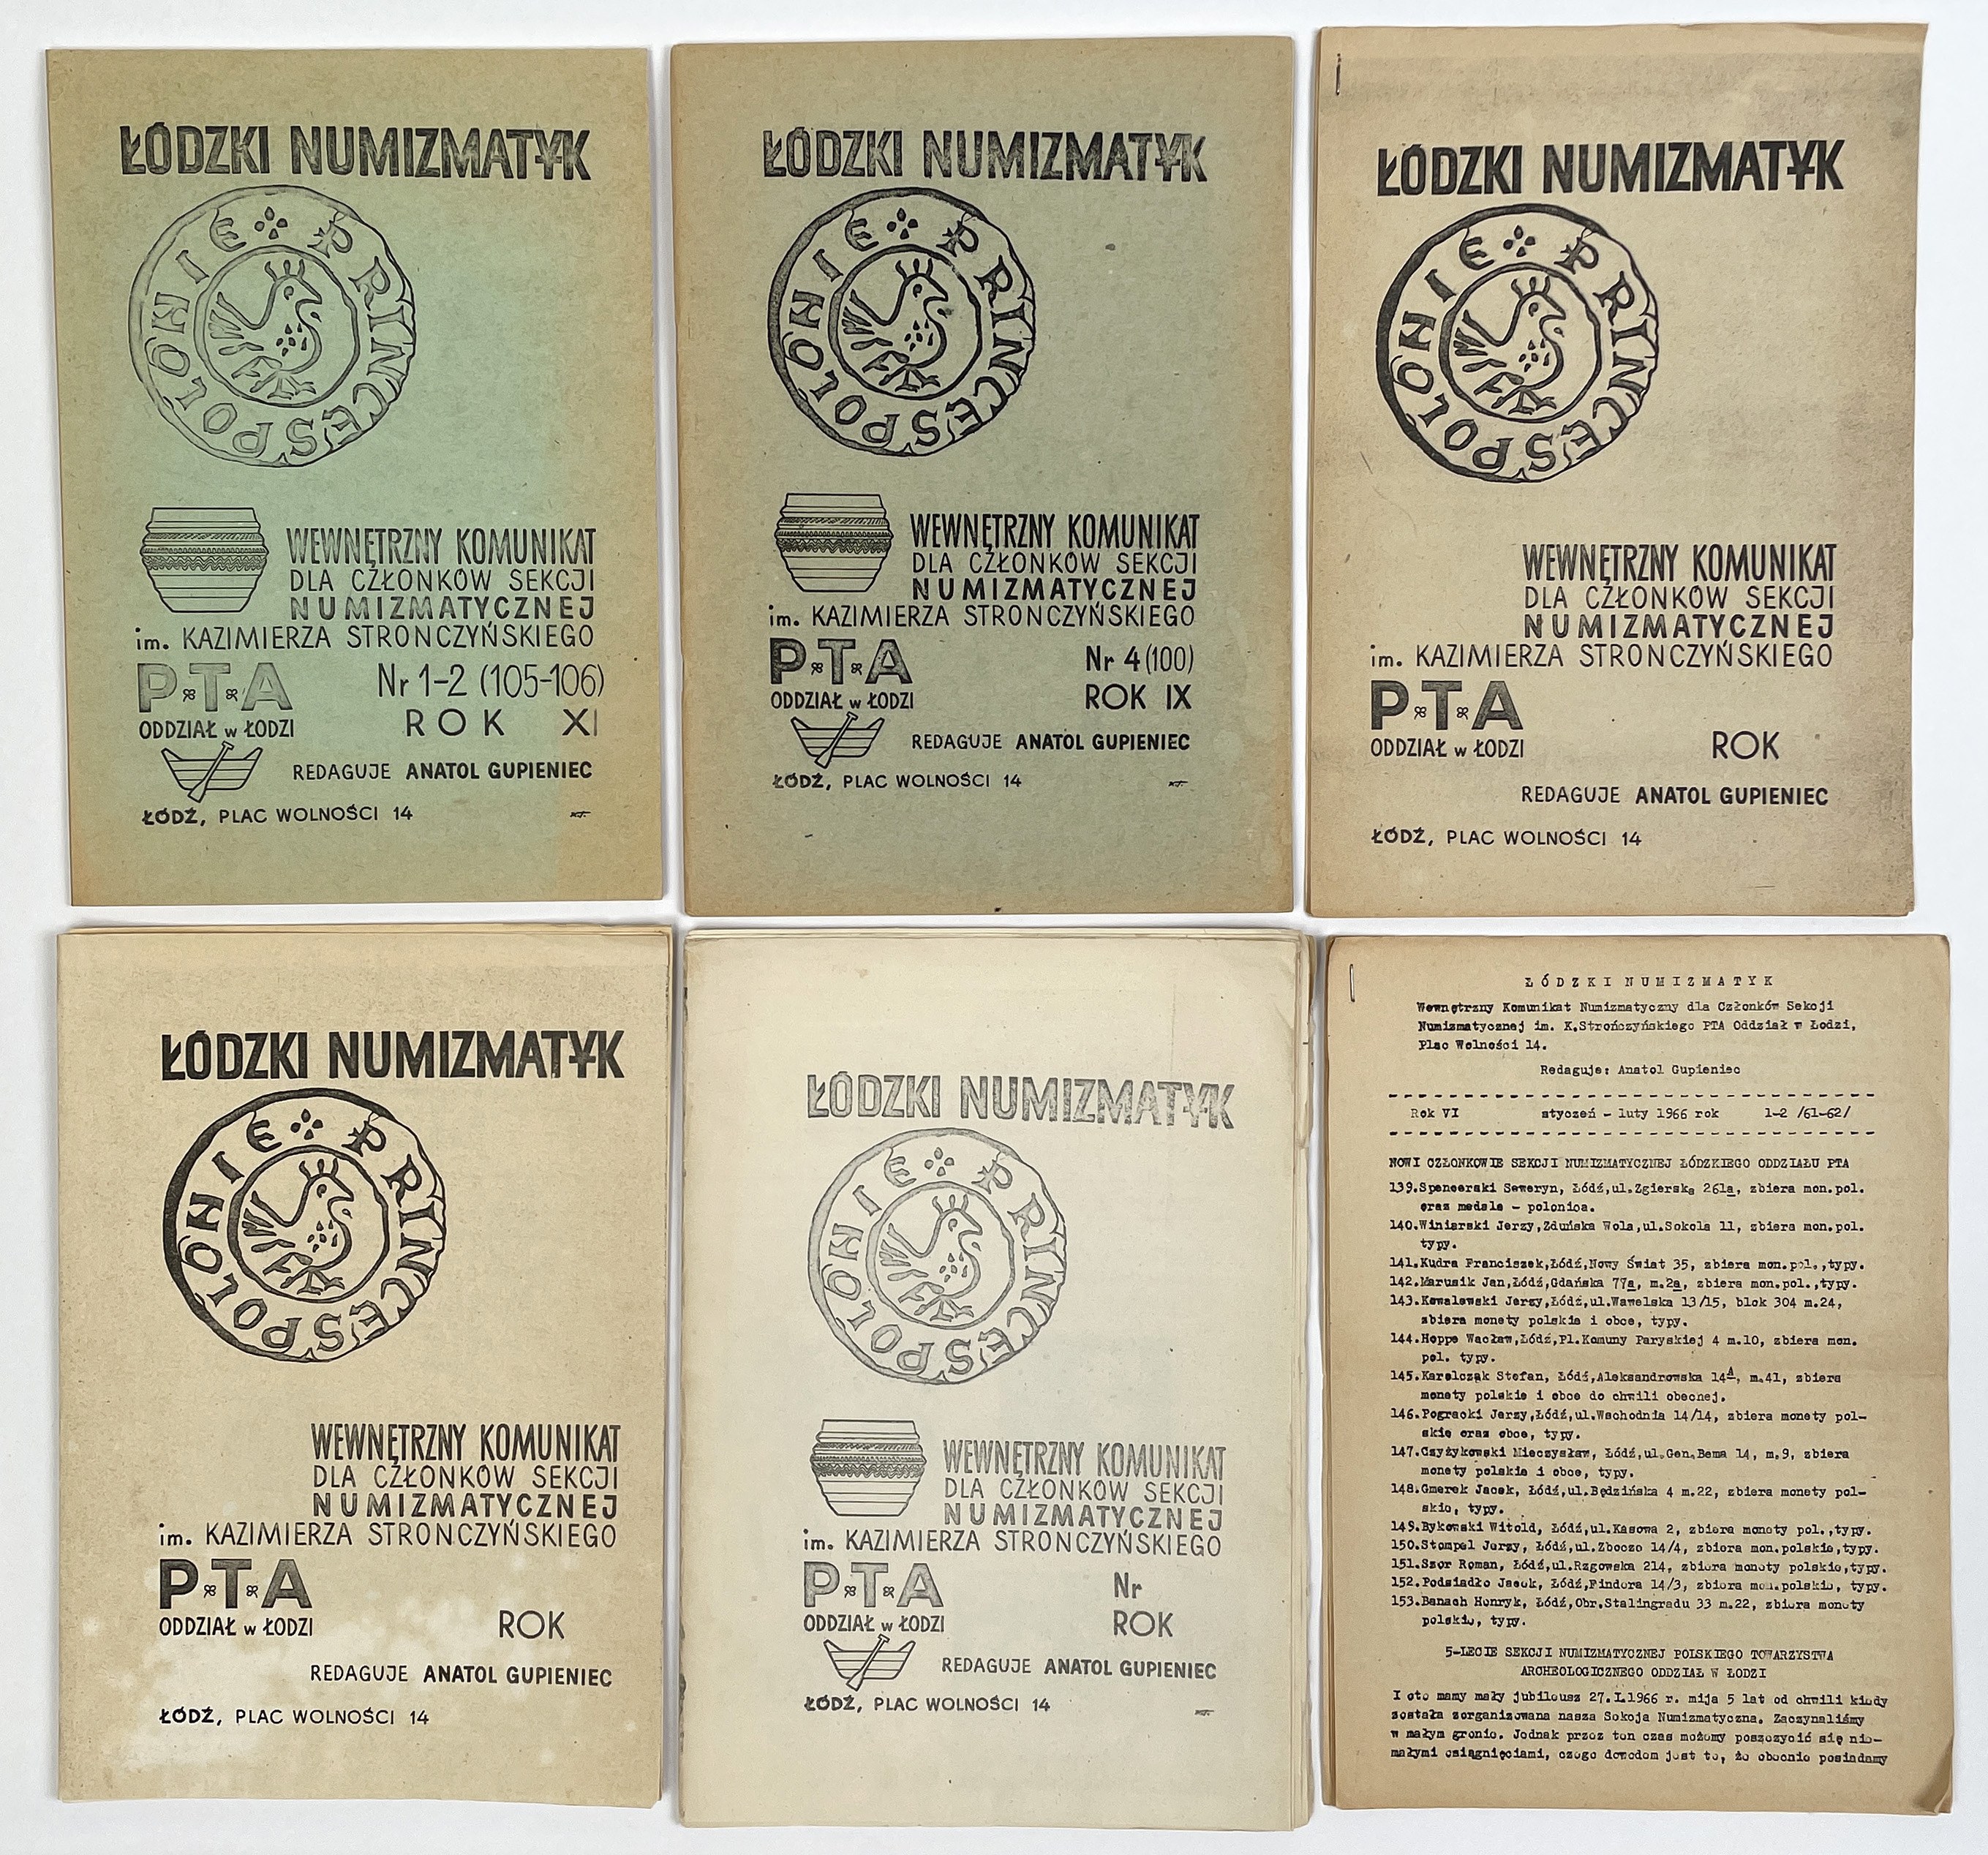 ŁÓDZKI NUMIZMATYK
PRINCES POLONIE
WEWNĘTRZNY KOMUNIKAT
DLA CZŁONKÓW SEKCJI
NUMIZMATYCZNEJ
im. KAZIMIERZA STRONCZYŃSKIEGO
P.T.A Nr 1-2 (105-106)
ODDZIAŁ w ŁODZI ROK XI
REDAGUJE ANATOL GUPIENIEC
ŁÓDŹ, PLAC WOLNOŚCI 14
ŁÓDZKI NUMIZMATYK
PRINCES POLONIE
WEWNĘTRZNY KOMUNIKAT
DLA CZŁONKÓW SEKCJI
NUMIZMATYCZNEJ
im. KAZIMIERZA STRONCZYŃSKIEGO
P.T.A Nr 4 (100)
ODDZIAŁ w ŁODZI ROK IX
REDAGUJE ANATOL GUPIENIEC
ŁÓDŹ, PLAC WOLNOŚCI 14
ŁÓDZKI NUMIZMATYK
PRINCES POLONIE
WEWNĘTRZNY KOMUNIKAT
DLA CZŁONKÓW SEKCJI
NUMIZMATYCZNEJ
im. KAZIMIERZA STRONCZYŃSKIEGO
P.T.A
ODDZIAŁ w ŁODZI ROK
REDAGUJE ANATOL GUPIENIEC
ŁÓDŹ, PLAC WOLNOŚCI 14
ŁÓDZKI NUMIZMATYK
PRINCES POLONIE
WEWNĘTRZNY KOMUNIKAT
DLA CZŁONKÓW SEKCJI
NUMIZMATYCZNEJ
im. KAZIMIERZA STRONCZYŃSKIEGO
P.T.A
ODDZIAŁ w ŁODZI ROK
REDAGUJE ANATOL GUPIENIEC
ŁÓDŹ, PLAC WOLNOŚCI 14
ŁÓDZKI NUMIZMATYK
PRINCES POLONIE
WEWNĘTRZNY KOMUNIKAT
DLA CZŁONKÓW SEKCJI
NUMIZMATYCZNEJ
im. KAZIMIERZA STRONCZYŃSKIEGO
P.T.A Nr
ODDZIAŁ w ŁODZI ROK
REDAGUJE ANATOL GUPIENIEC
ŁÓDŹ, PLAC WOLNOŚCI 14
ŁÓDZKI NUMIZMATYK
Wewnętrzny Komunikat Numizmatyczny dla Członków Sekcji
Numizmatycznej im. K.Strończyńskiego PTA Oddział w Łodzi,
Plac Wolności 14.
Redaguje: Anatol Gupieniec
Rok VI styczeń - luty 1966 rok 1-2 /61-62/
NOWI CZŁONKOWIE SEKCJI NUMIZMATYCZNEJ ŁÓDZKIEGO ODDZIAŁU PTA
139.Spenceraki Seweryn, Łódź,ul.Zgierska 261a, zbiera mon.pol.
oraz medale - polonica.
140.Winiarski Jerzy,Zduńska Wola,ul.Sokola 11, zbiera mon.pol.
typy.
141.Kudra Franciszek,Łódź,Nowy Świat 35, zbiera mon.pol.,typy.
142.Marusik Jan,Łódź,Gdańska 77a, m.2a, zbiera mon.pol.,typy.
143.Kowalewski Jerzy,Łódź,ul.Wawelska 13/15, blok 304 m.24,
zbiera monety polskie i obce, typy.
144.Hoppe Wacław,Łódź,Pl.Komuny Paryskiej 4 m.10, zbiera mon.
pol. typy.
145.Karolczak Stefan, Łódź,Aleksandrowska 14A, m.41, zbiera
monety polskie i obce do chwili obecnej.
146.Pogracki Jerzy,Łódź,ul.Wschodnia 14/14, zbiera monety pol-
skie oraz obce, typy.
147.Czyżykowski Mieczysław, Łódź,ul.Gen.Bema 14, m.9, zbiera
monety polskie i obce, typy.
148.Gmerek Jacek, Łódź,ul.Będzińska 4 m.22, zbiera monety pol-
skie, typy.
149.Bykowski Witold, Łódź,ul.Kasowa 2, zbiera monety pol.,typy.
150.Stempel Jerzy, Łódź,ul.Zbocze 14/4, zbiera mon.polskie,typy.
151.Szor Roman, Łódź,ul.Rzgowska 214, zbiera monety polskie,typy.
152.Podsiadło Jacek, Łódź,Findera 14/3, zbiera mon.polskie, typy.
153.Banach Henryk, Łódź,Obr.Stalingradu 33 m.22, zbiera monety
polskie, typy.
5-LECIE SEKCJI NUMIZMATYCZNEJ POLSKIEGO TOWARZYSTWA
ARCHEOLOGICZNEGO ODDZIAŁ W ŁODZI
I oto mamy mały jubileusz 27.I.1966 r. mija 5 lat od chwili kiedy
została zorganizowana nasza Sekcja Numizmatyczna. Zaczynaliśmy
w małym gronie. Jednak przez ten czas możemy poszczycić się nie-
małymi osiągnięciami, czego dowodem jest to, że obecnie posiadamy